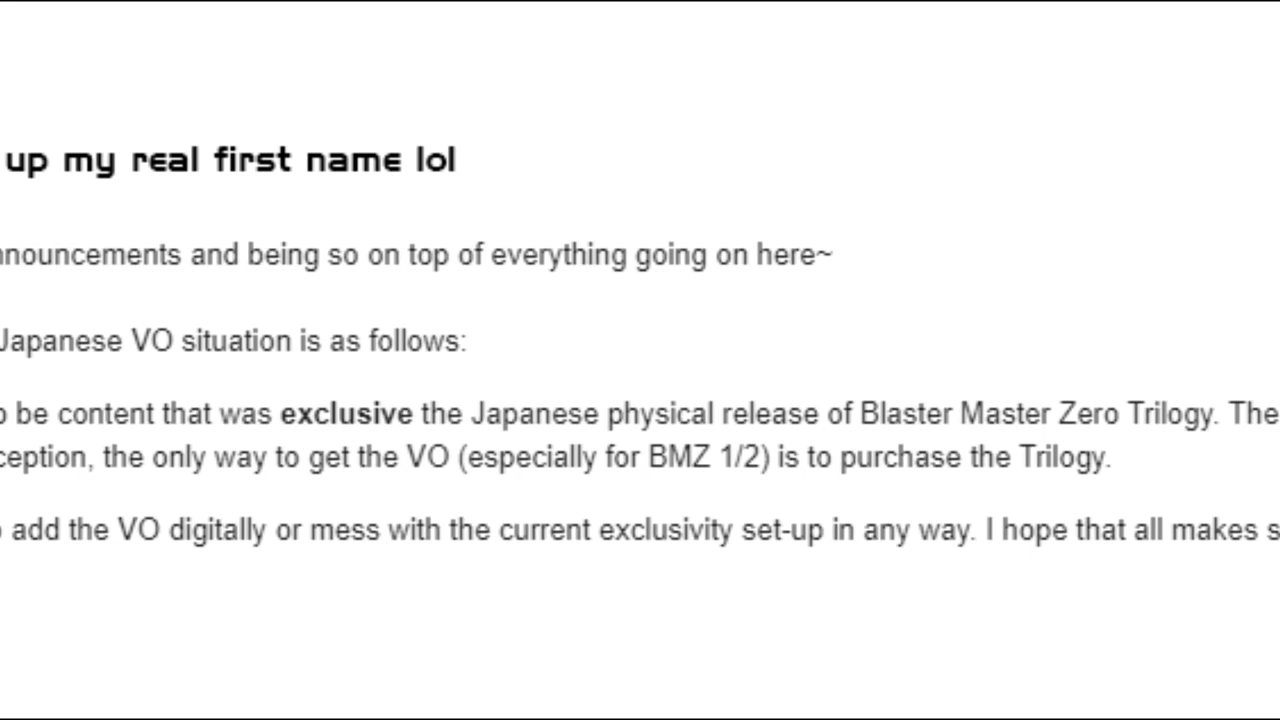 up my real first name lol
nnouncements and being so on top of everything going on here~
Japanese VO situation is as follows:
o be content that was exclusive the Japanese physical release of Blaster Master Zero Trilogy. The
ception, the only way to get the VO (especially for BMZ 1/2) is to purchase the Trilogy.
o add the VO digitally or mess with the current exclusivity set-up in any way. I hope that all makes s